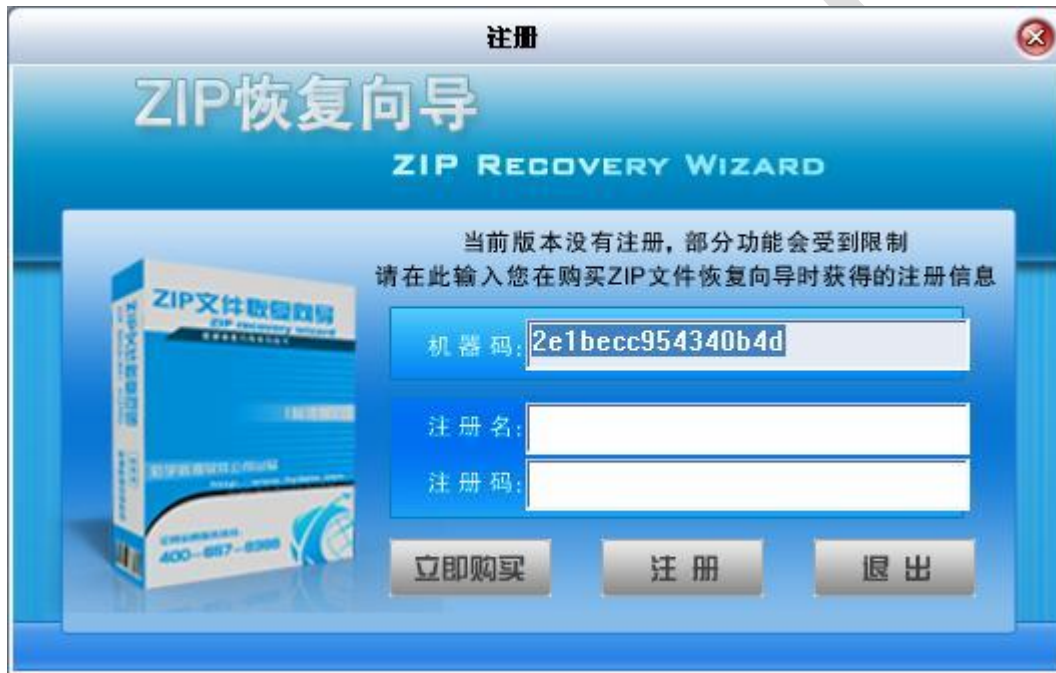 注册
ZIP恢复向导
ZIP RECOVERY WIZARD
当前版本没有注册, 部分功能会受到限制
请在此输入您在购买ZIP文件恢复向导时获得的注册信息
ZIP文件恢复向导
ZIP recovery wizard
机器码:
2e1becc954340b4d
注册名:
注册码:
立即购买
注册
退出